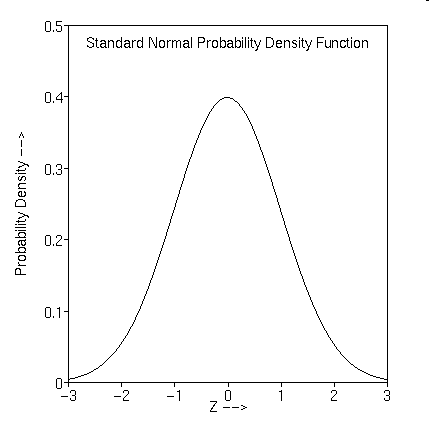 Standard Normal Probability Density Function
Probability Density -->
0.5
0.4
0.3
0.2
0.1
0
-3 -2 -1 0 1 2 3
Z -->